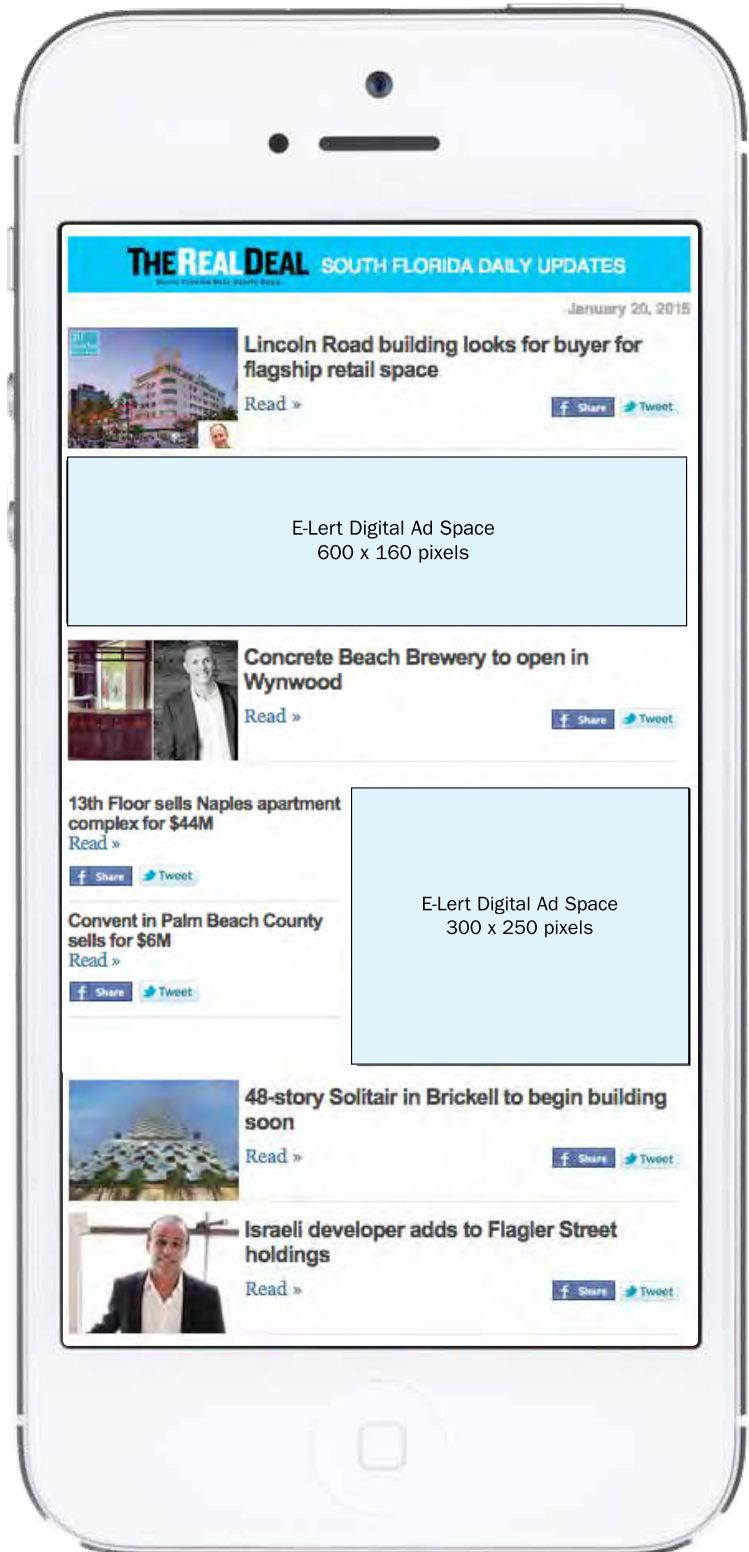 THEREALDEAL SOUTH FLORIDA DAILY UPDATES
January 20, 2015
Lincoln Road building looks for buyer for
flagship retail space
Read »
f Share Tweet
E-Lert Digital Ad Space
600 x 160 pixels
Concrete Beach Brewery to open in
Wynwood
Read »
f Share Tweet
13th Floor sells Naples apartment
complex for $44M
Read »
f Share Tweet
Convent in Palm Beach County
sells for $6M
Read »
f Share Tweet
E-Lert Digital Ad Space
300 x 250 pixels
48-story Solitair in Brickell to begin building
soon
Read »
f Share Tweet
Israeli developer adds to Flagler Street
holdings
Read »
f Share Tweet